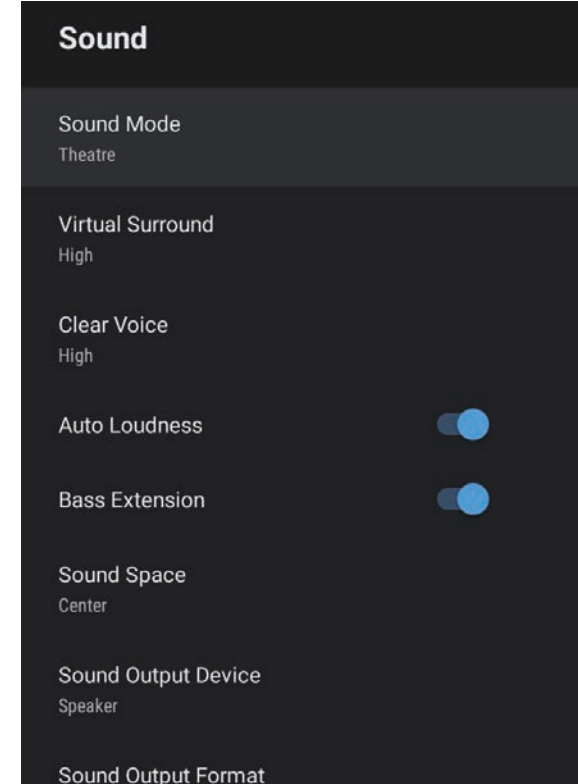 Sound
Sound Mode
Theatre
Virtual Surround
High
Clear Voice
High
Auto Loudness
Bass Extension
Sound Space
Center
Sound Output Device
Speaker
Sound Output Format